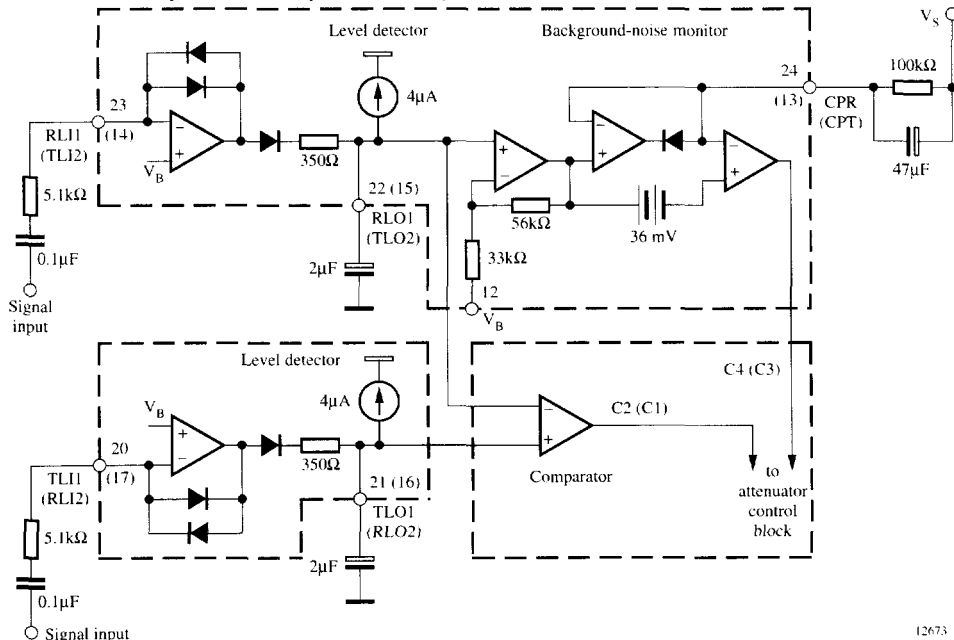 Level detector
Background-noise monitor
V_S
100kΩ
24
(13)
CPR
(CPT)
47µF
4µA
23
(14)
RLI1
(TLI2)
V_B
350Ω
5.1kΩ
0.1µF
Signal
input
22 (15)
RLO1
(TLO2)
2µF
56kΩ
36 mV
33kΩ
12
V_B
Level detector
4µA
V_B
20
(17)
TLI1
(RLI2)
350Ω
21 (16)
TLO1
(RLO2)
5.1kΩ
0.1µF
2µF
Signal input
C4 (C3)
C2 (C1)
Comparator
to
attenuator
control
block
12673